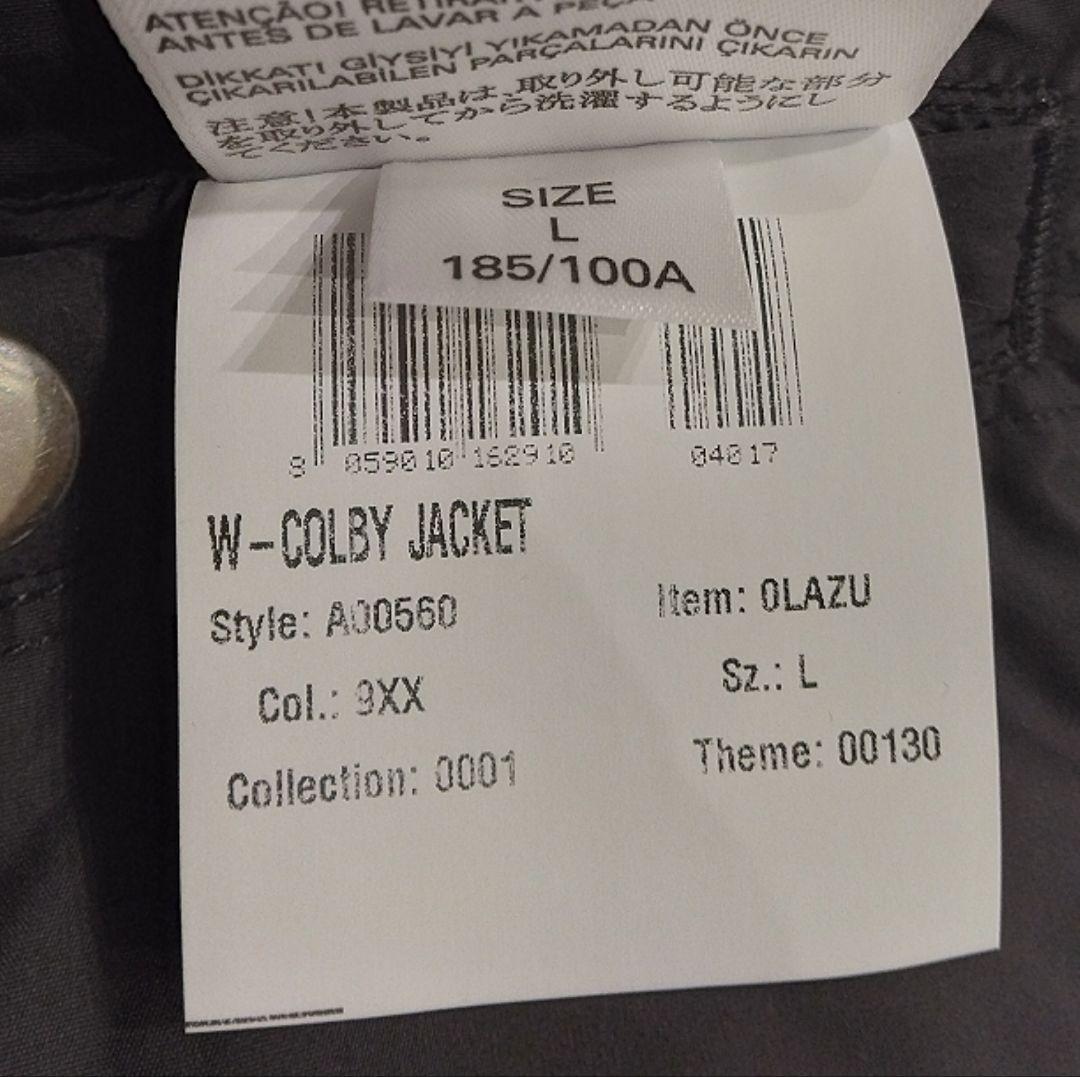 ATENÇÃO! RETIRAR
ANTES DE LAVAR A PEÇA
DİKKAT! GİYSİYİ YIKAMADAN ÖNCE
ÇIKARILABİLEN PARÇALARINI ÇIKARIN
注意!本製品は、取り外し可能な部分
を取り外してから洗濯するようにし
てください。
SIZE
L
185/100A
8 059010 162910 04017
W-COLBY JACKET
Style: A00560 Item: 0LAZU
Col.: 9XX Sz.: L
Collection: 0001 Theme: 00130